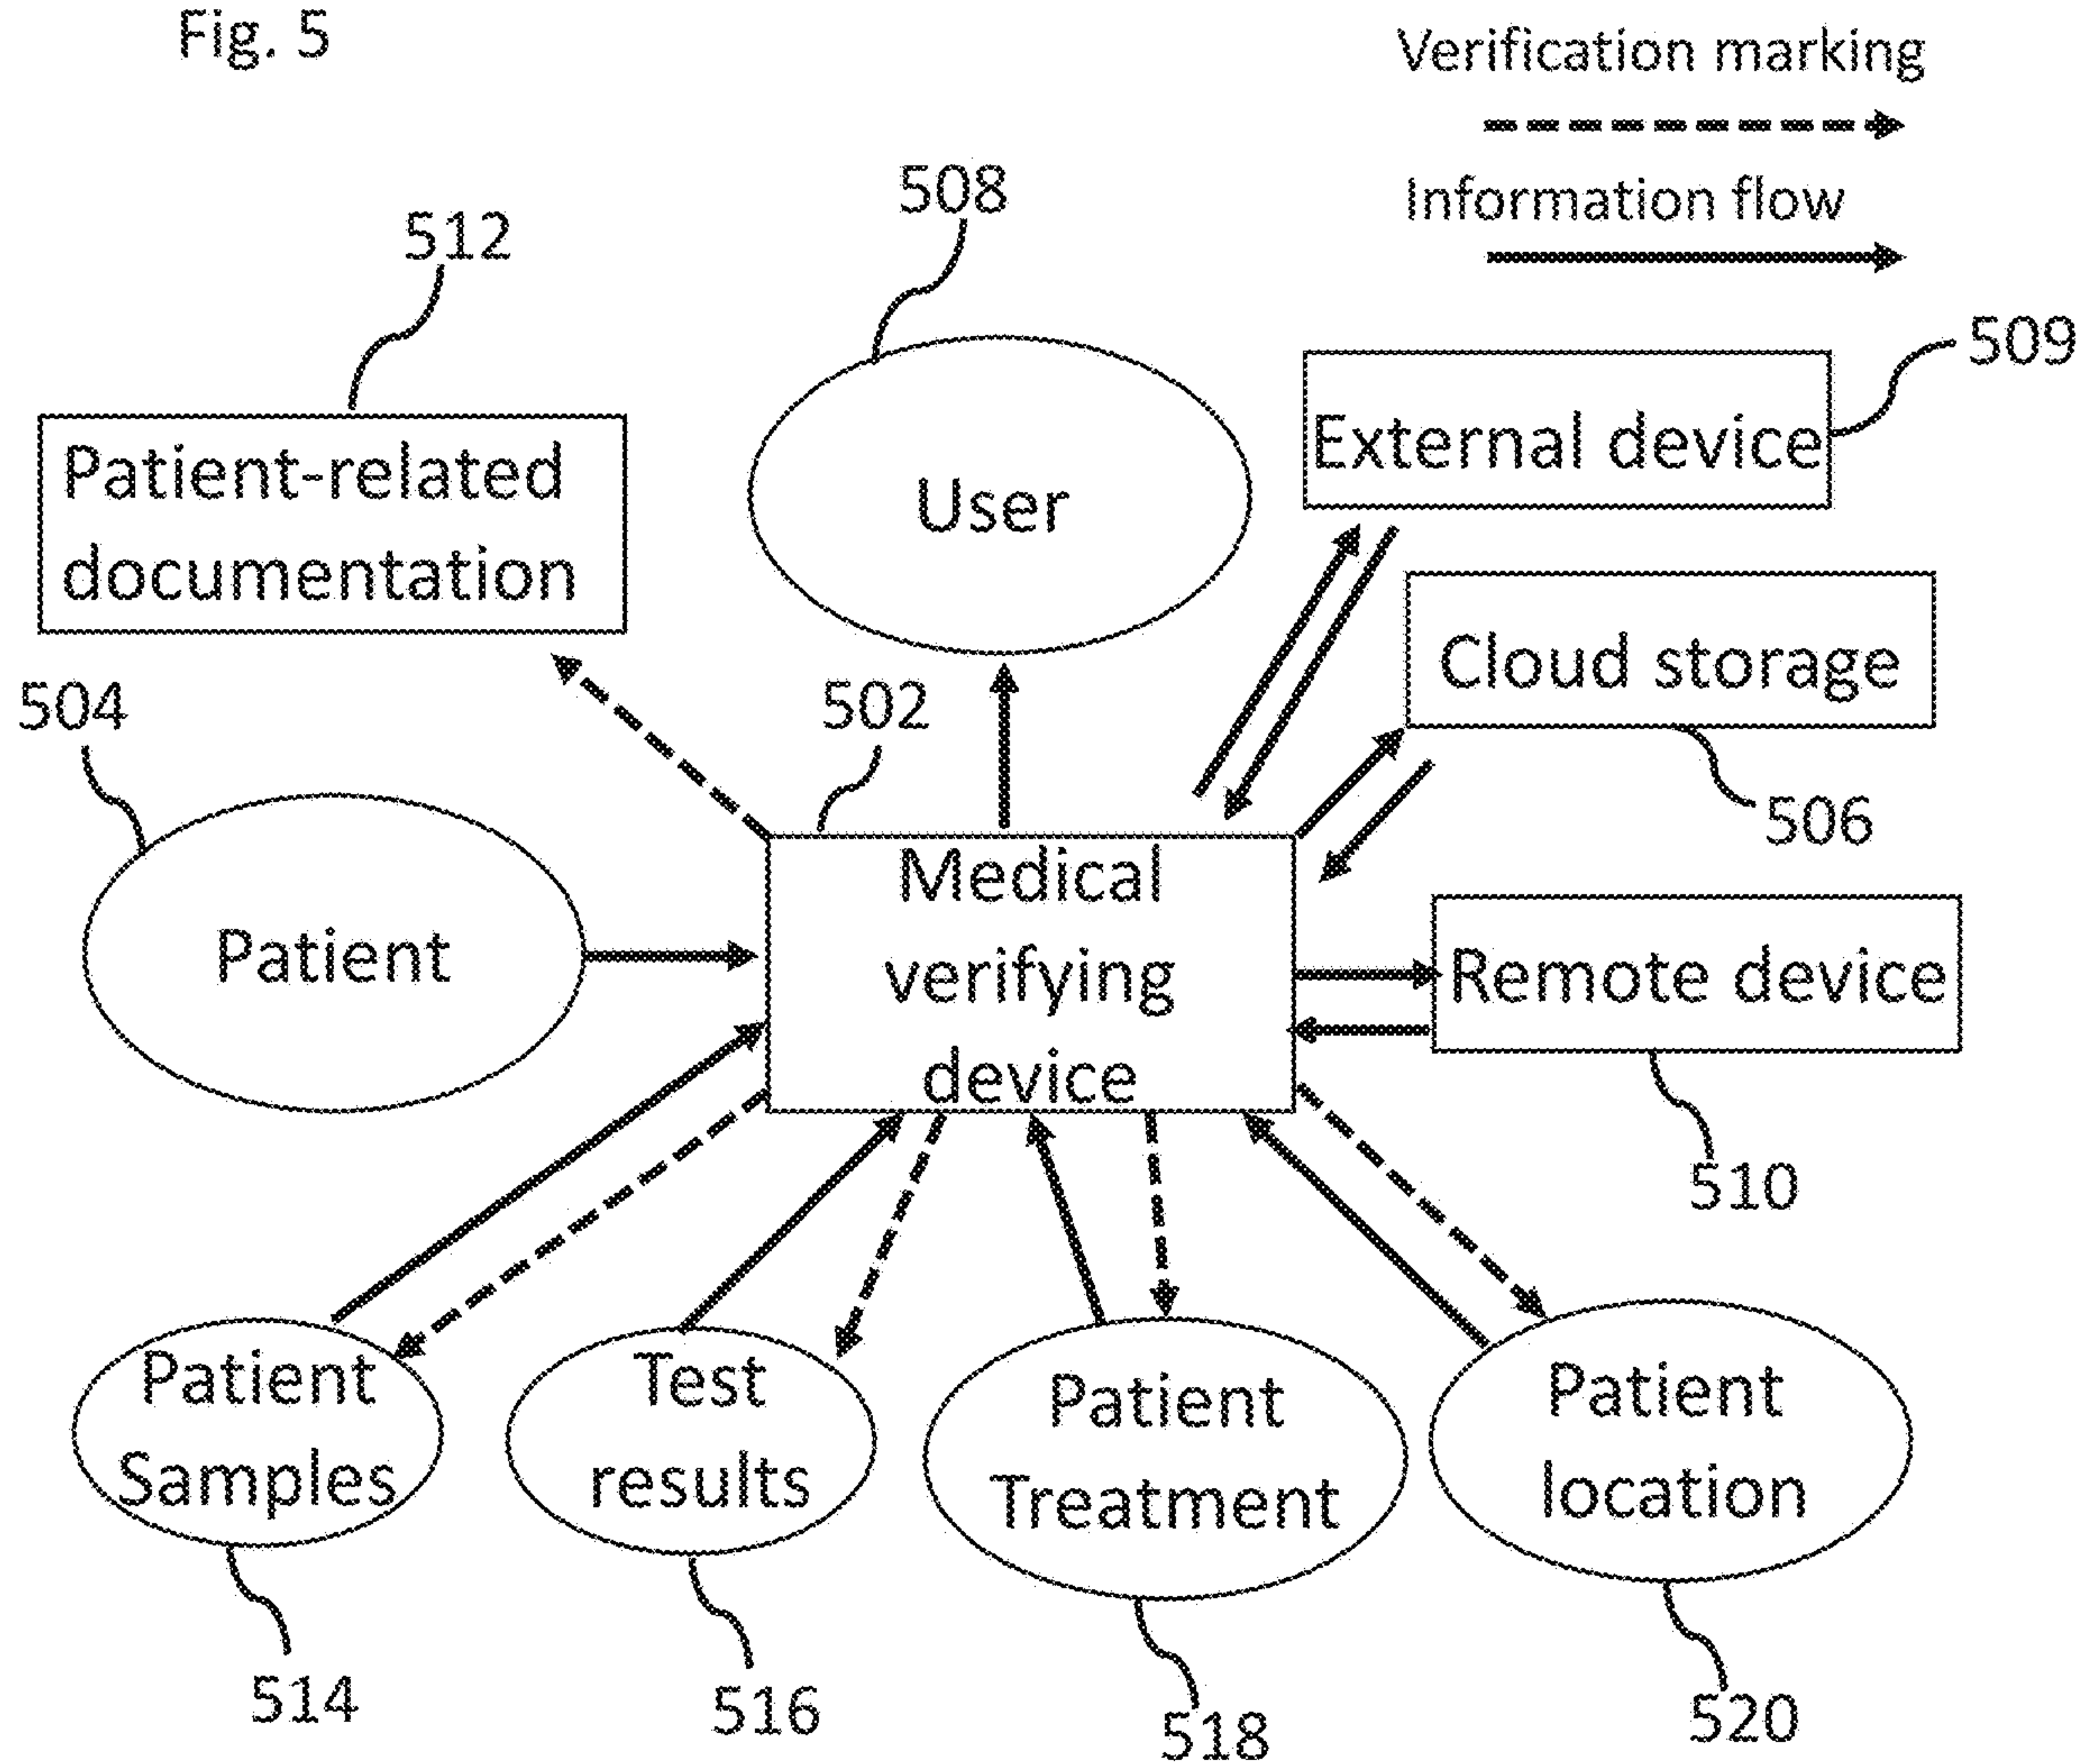 Fig. 5
Verification marking
Information flow
508
512
509
External device
Patient-related
documentation
User
Cloud storage
504
502
506
Medical
verifying
device
Patient
Remote device
510
Patient
Samples
Test
results
Patient
Treatment
Patient
location
514
516
518
520